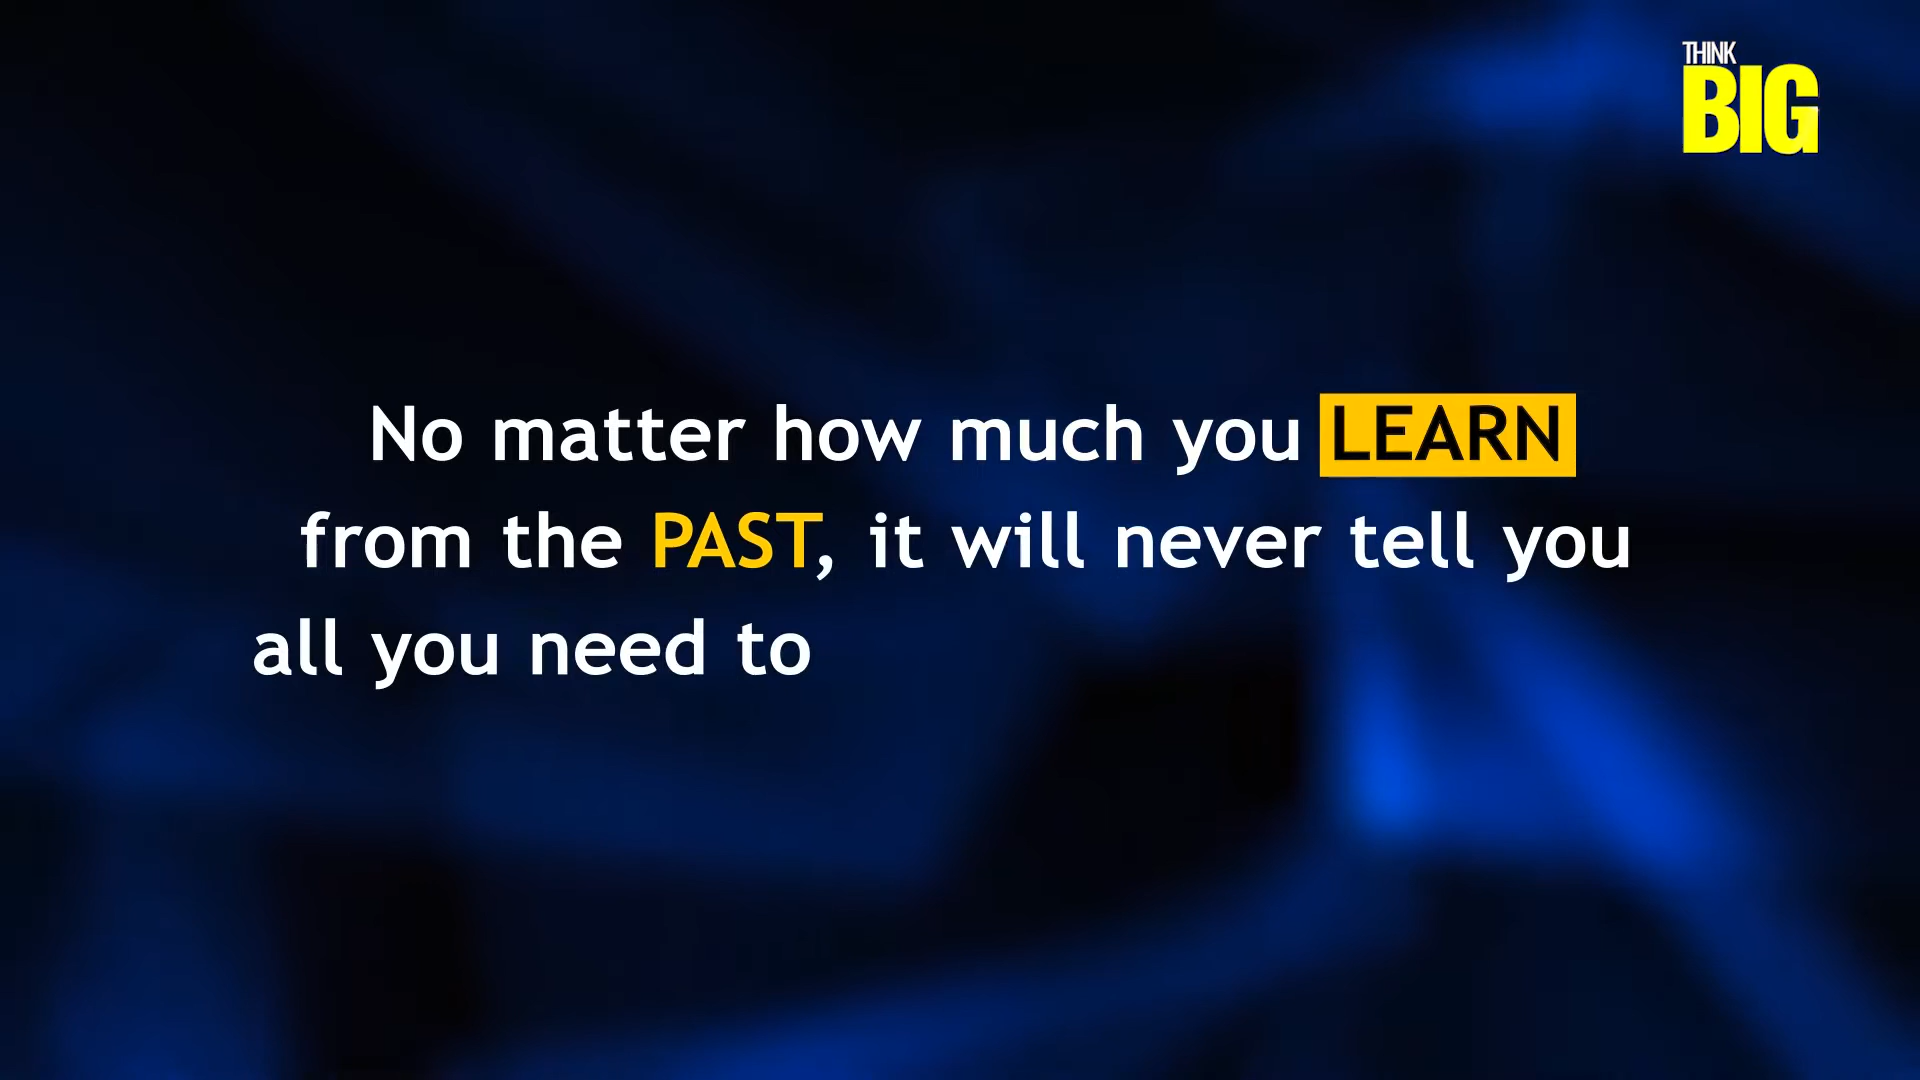 THINK
BIG
No matter how much you LEARN
from the PAST, it will never tell you
all you need to